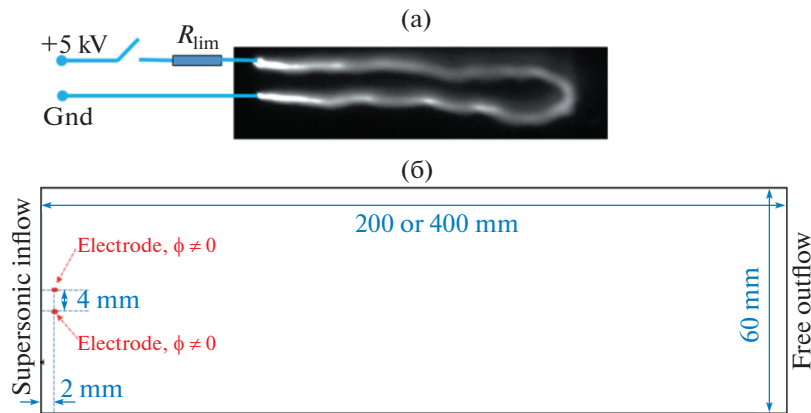 (а)
+5 kV
R_lim
Gnd
(б)
200 or 400 mm
Supersonic inflow
Electrode, ϕ ≠ 0
4 mm
Electrode, ϕ ≠ 0
2 mm
60 mm
Free outflow